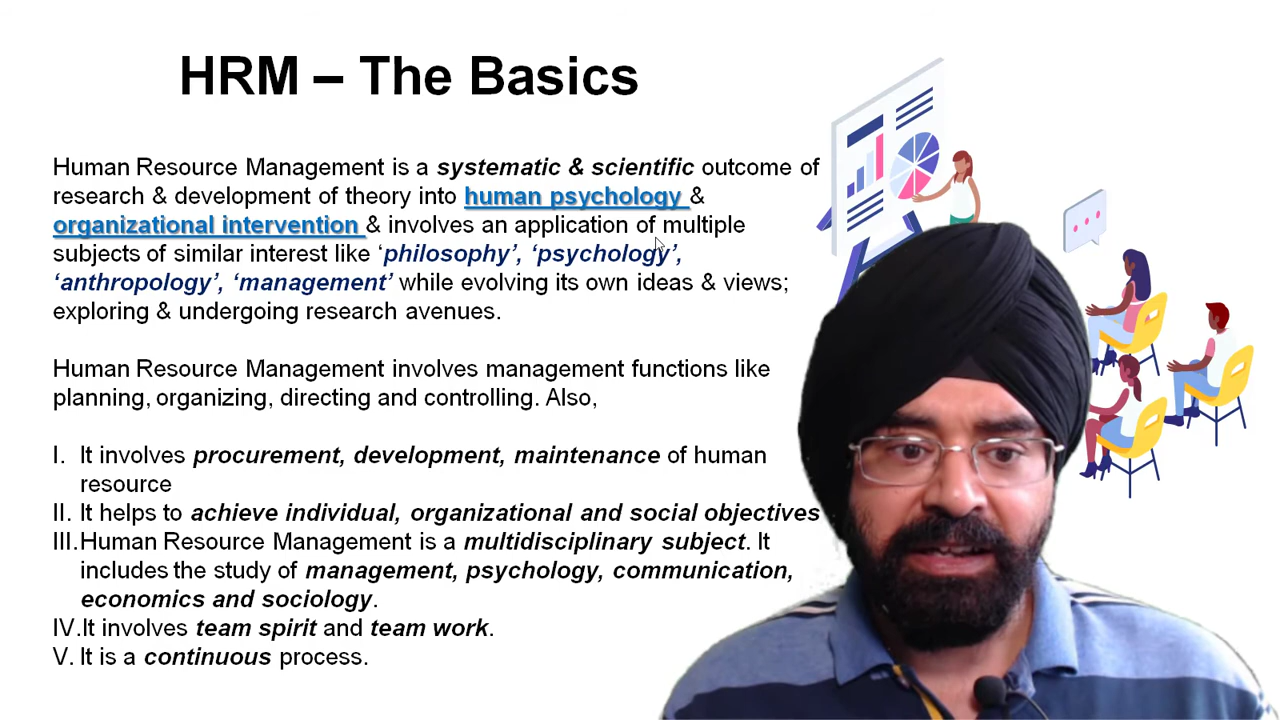 HRM – The Basics
Human Resource Management is a systematic & scientific outcome of
research & development of theory into human psychology &
organizational intervention & involves an application of multiple
subjects of similar interest like ‘philosophy’, ‘psychology’,
‘anthropology’, ‘management’ while evolving its own ideas & views;
exploring & undergoing research avenues.
Human Resource Management involves management functions like
planning, organizing, directing and controlling. Also,
I. It involves procurement, development, maintenance of human
resource
II. It helps to achieve individual, organizational and social objectives
III.Human Resource Management is a multidisciplinary subject. It
includes the study of management, psychology, communication,
economics and sociology.
IV.It involves team spirit and team work.
V. It is a continuous process.